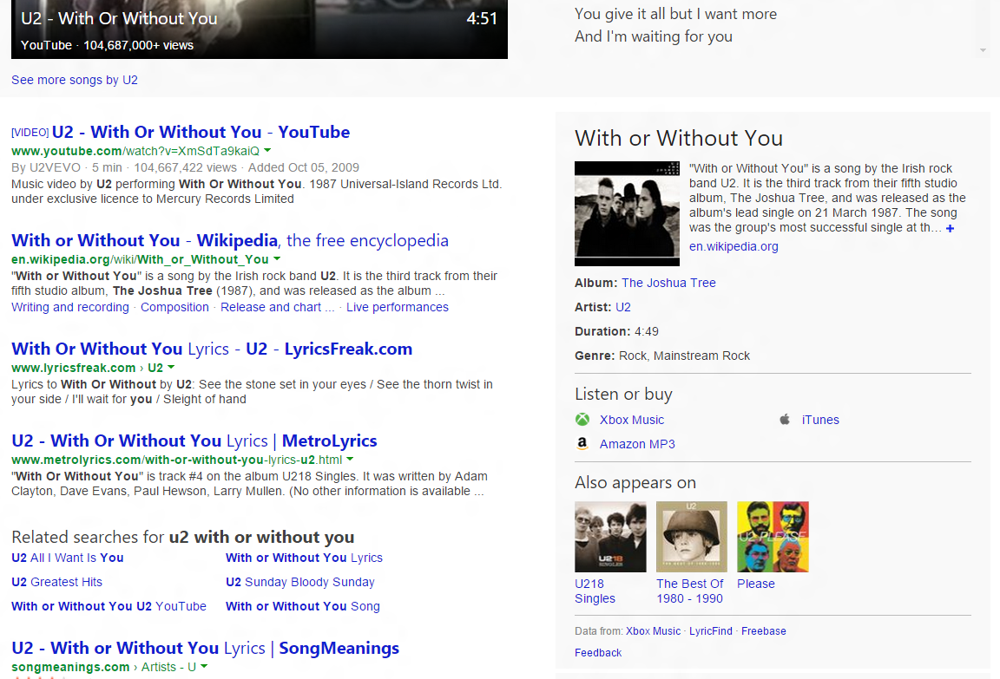 U2 - With Or Without You
4:51
YouTube · 104,687,000+ views
See more songs by U2
You give it all but I want more
And I'm waiting for you
[VIDEO] U2 - With Or Without You - YouTube
www.youtube.com/watch?v=XmSdTa9kaiQ
By U2VEVO · 5 min · 104,667,422 views · Added Oct 05, 2009
Music video by U2 performing With Or Without You. 1987 Universal-Island Records Ltd.
under exclusive licence to Mercury Records Limited
With or Without You - Wikipedia, the free encyclopedia
en.wikipedia.org/wiki/With_or_Without_You
"With or Without You" is a song by the Irish rock band U2. It is the third track from their
fifth studio album, The Joshua Tree (1987), and was released as the album ...
Writing and recording · Composition · Release and chart ... · Live performances
With Or Without You Lyrics - U2 - LyricsFreak.com
www.lyricsfreak.com › U2
Lyrics to With Or Without by U2: See the stone set in your eyes / See the thorn twist in
your side / I'll wait for you / Sleight of hand
U2 - With Or Without You Lyrics | MetroLyrics
www.metrolyrics.com/with-or-without-you-lyrics-u2.html
"With Or Without You" is track #4 on the album U218 Singles. It was written by Adam
Clayton, Dave Evans, Paul Hewson, Larry Mullen. (No other information is available ...
Related searches for u2 with or without you
U2 All I Want Is You
With or Without You Lyrics
U2 Greatest Hits
U2 Sunday Bloody Sunday
With or Without You U2 YouTube
With or Without You Song
U2 - With or Without You Lyrics | SongMeanings
songmeanings.com › Artists - U
With or Without You
"With or Without You" is a song by the Irish rock
band U2. It is the third track from their fifth studio
album, The Joshua Tree, and was released as the
album's lead single on 21 March 1987. The song
was the group's most successful single at th... +
en.wikipedia.org
Album: The Joshua Tree
Artist: U2
Duration: 4:49
Genre: Rock, Mainstream Rock
Listen or buy
Xbox Music
iTunes
a Amazon MP3
Also appears on
U218
SINGLES
U2
THE BEST OF 1980-1990
U2 PLEASE
U218
Singles
The Best Of
1980 - 1990
Please
Data from: Xbox Music · LyricFind · Freebase
Feedback